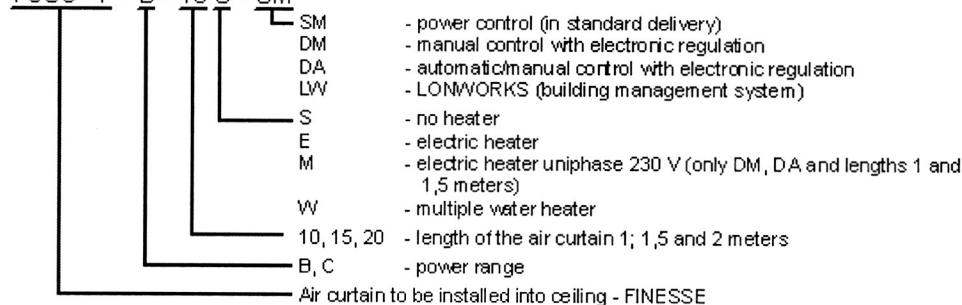 SM - power control (in standard delivery)
DM - manual control with electronic regulation
DA - automatic/manual control with electronic regulation
LW - LONWORKS (building management system)
S - no heater
E - electric heater
M - electric heater uniphase 230 V (only DM, DA and lengths 1 and
1,5 meters)
W - multiple water heater
10, 15, 20 - length of the air curtain 1; 1,5 and 2 meters
B, C - power range
Air curtain to be installed into ceiling - FINESSE